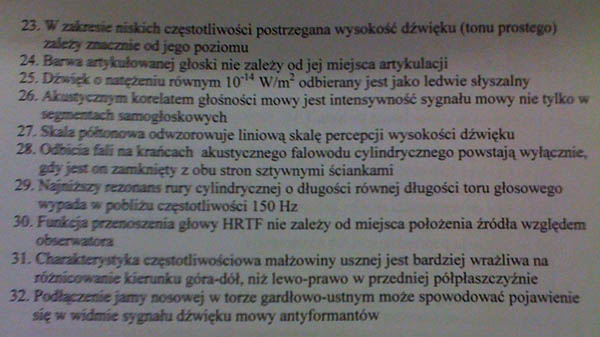 23. W zakresie niskich częstotliwości postrzegana wysokość dźwięku (tonu prostego)
zależy znacznie od jego poziomu
24. Barwa artykułowanej głoski nie zależy od jej miejsca artykulacji
25. Dźwięk o natężeniu równym 10⁻¹⁴ W/m² odbierany jest jako ledwie słyszalny
26. Akustycznym korelatem głośności mowy jest intensywność sygnału mowy nie tylko w
segmentach samogłoskowych
27. Skala półtonowa odwzorowuje liniową skalę percepcji wysokości dźwięku
28. Odbicia fali na krańcach akustycznego falowodu cylindrycznego powstają wyłącznie,
gdy jest on zamknięty z obu stron sztywnymi ściankami
29. Najniższy rezonans rury cylindrycznej o długości równej długości toru głosowego
wypada w pobliżu częstotliwości 150 Hz
30. Funkcja przenoszenia głowy HRTF nie zależy od miejsca położenia źródła względem
obserwatora
31. Charakterystyka częstotliwościowa małżowiny usznej jest bardziej wrażliwa na
różnicowanie kierunku góra-dół, niż lewo-prawo w przedniej półpłaszczyźnie
32. Podłączenie jamy nosowej w torze gardłowo-ustnym może spowodować pojawienie
się w widmie sygnału dźwięku mowy antyformantów